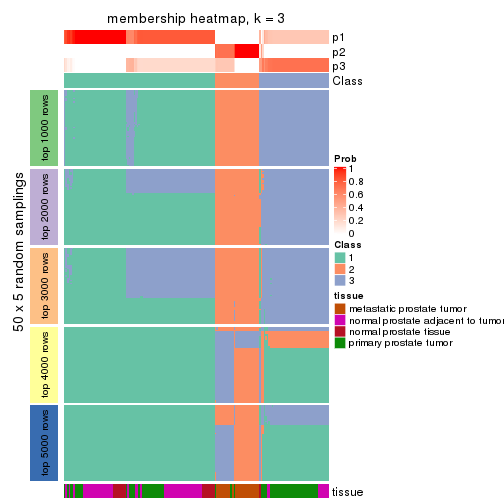 membership heatmap, k = 3
p1
p2
p3
Class
50 x 5 random samplings
top 1000 rows
top 2000 rows
top 3000 rows
top 4000 rows
top 5000 rows
Prob
1
0.8
0.6
0.4
0.2
0
Class
1
2
3
tissue
metastatic prostate tumor
normal prostate adjacent to tumor
normal prostate tissue
primary prostate tumor
tissue